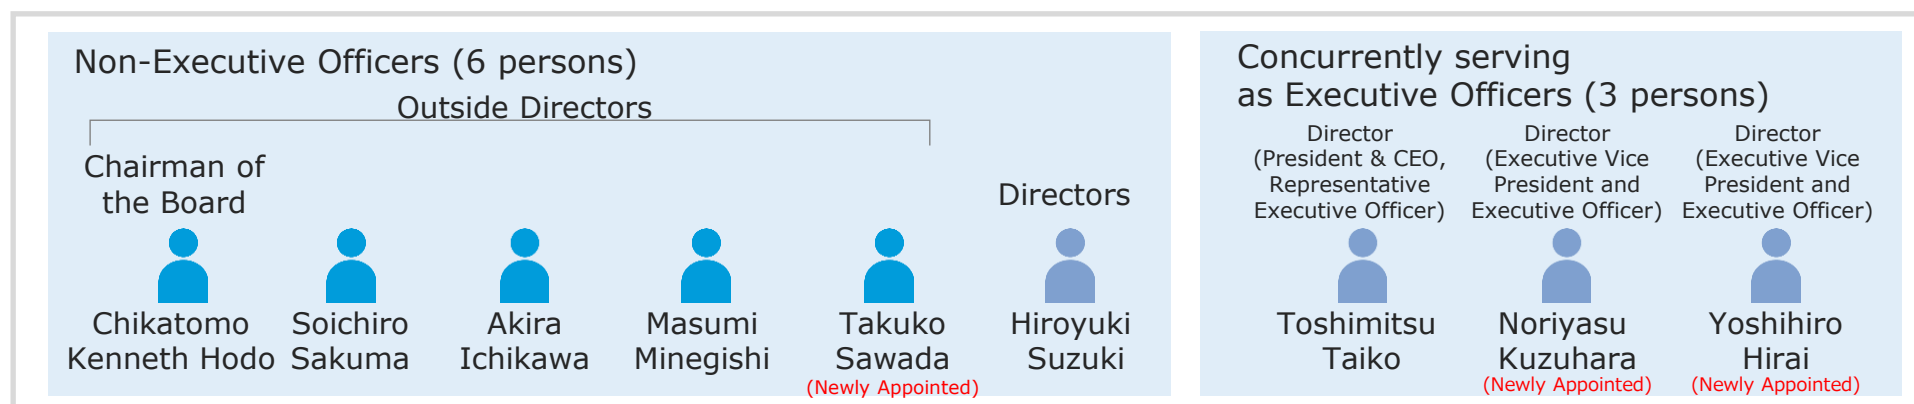 Non-Executive Officers (6 persons)
Outside Directors
Chairman of
the Board
Directors
Chikatomo
Kenneth Hodo
Soichiro
Sakuma
Akira
Ichikawa
Masumi
Minegishi
Takuko
Sawada
(Newly Appointed)
Hiroyuki
Suzuki
Concurrently serving
as Executive Officers (3 persons)
Director
(President & CEO,
Representative
Executive Officer)
Toshimitsu
Taiko
Director
(Executive Vice
President and
Executive Officer)
Noriyasu
Kuzuhara
(Newly Appointed)
Director
(Executive Vice
President and
Executive Officer)
Yoshihiro
Hirai
(Newly Appointed)